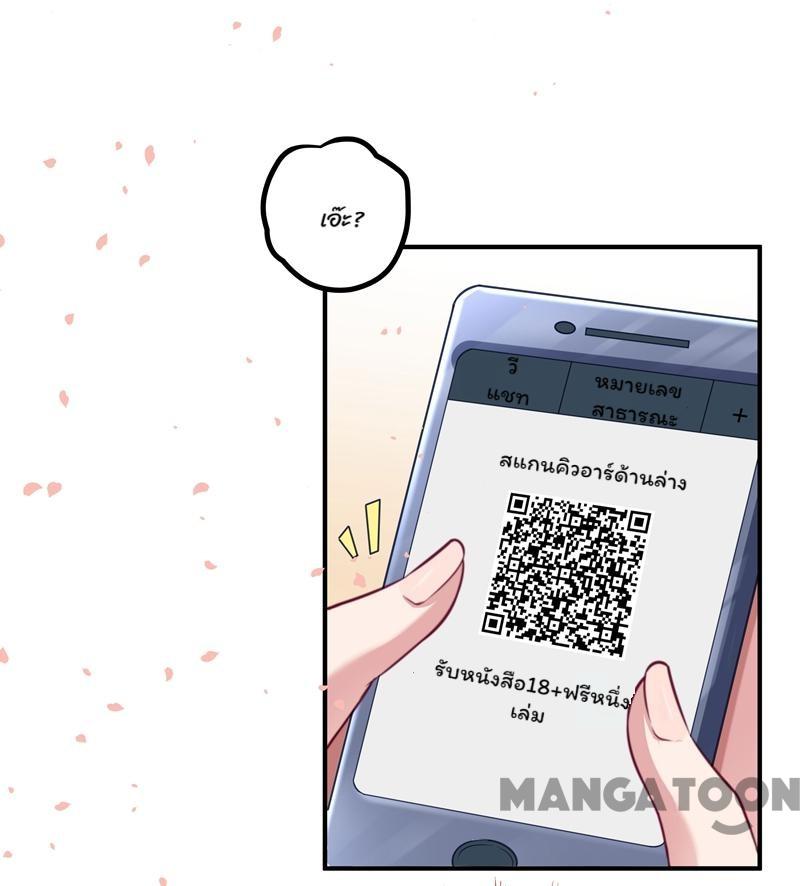 เอ๊ะ?
วี
แชท
หมายเลข
สาธารณะ
+
สแกนคิวอาร์ด้านล่าง
รับหนังสือ18+ฟรีหนึ่ง
เล่ม
MANGATOON